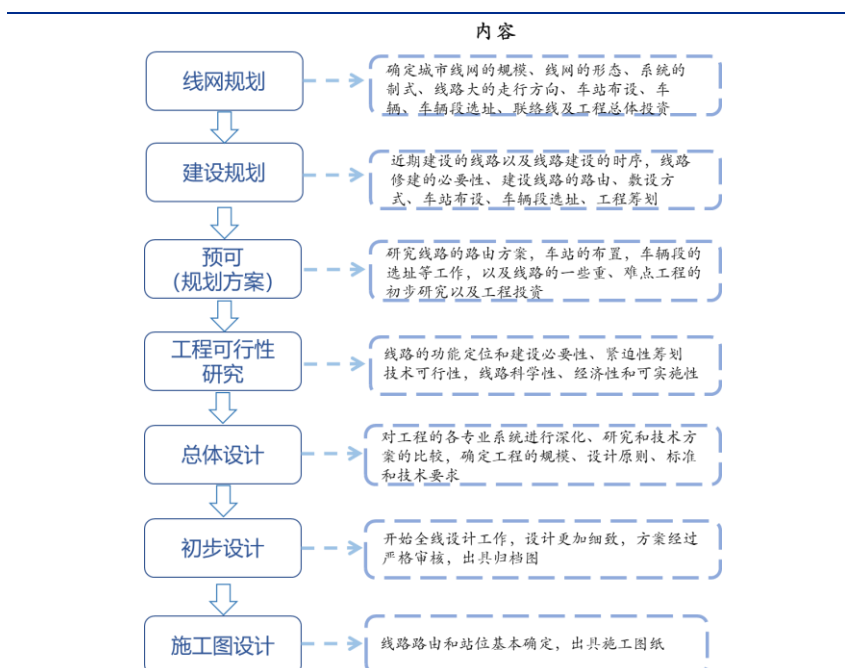 内容
线网规划
确定城市线网的规模、线网的形态、系统的
制式、线路大的走行方向、车站布设、车
辆、车辆段选址、联络线及工程总体投资
建设规划
近期建设的线路以及线路建设的时序，线路
修建的必要性、建设线路的路由、敷设方
式、车站布设、车辆段选址、工程筹划
预可
（规划方案）
研究线路的路由方案，车站的布置，车辆段的
选址等工作，以及线路的一些重、难点工程的
初步研究以及工程投资
工程可行性
研究
线路的功能定位和建设必要性、紧迫性筹划
技术可行性，线路科学性、经济性和可实施性
总体设计
对工程的各专业系统进行深化、研究和技术方
案的比较，确定工程的规模、设计原则、标准
和技术要求
初步设计
开始全线设计工作，设计更加细致，方案经过
严格审核，出具归档图
施工图设计
线路路由和站位基本确定，出具施工图纸